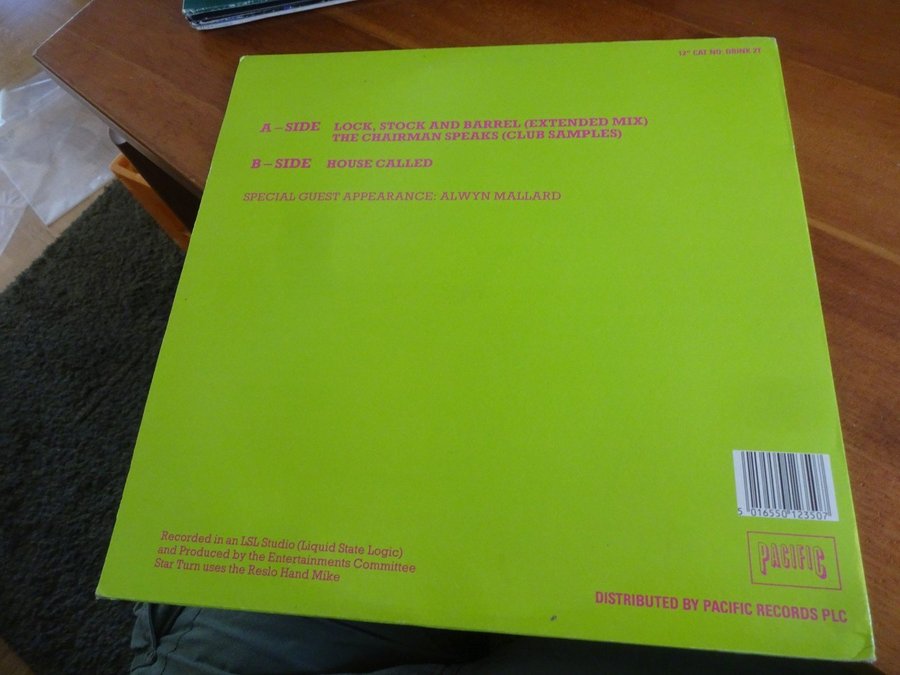 12" CAT NO. DRINK 21
A – SIDE LOCK, STOCK AND BARREL (EXTENDED MIX)
THE CHAIRMAN SPEAKS (CLUB SAMPLES)
B – SIDE HOUSE CALLED
SPECIAL GUEST APPEARANCE: ALWYN MALLARD
5 016550 123507
PACIFIC
Recorded in an LSL Studio (Liquid State Logic)
and Produced by the Entertainments Committee
Star Turn uses the Reslo Hand Mike
DISTRIBUTED BY PACIFIC RECORDS PLC